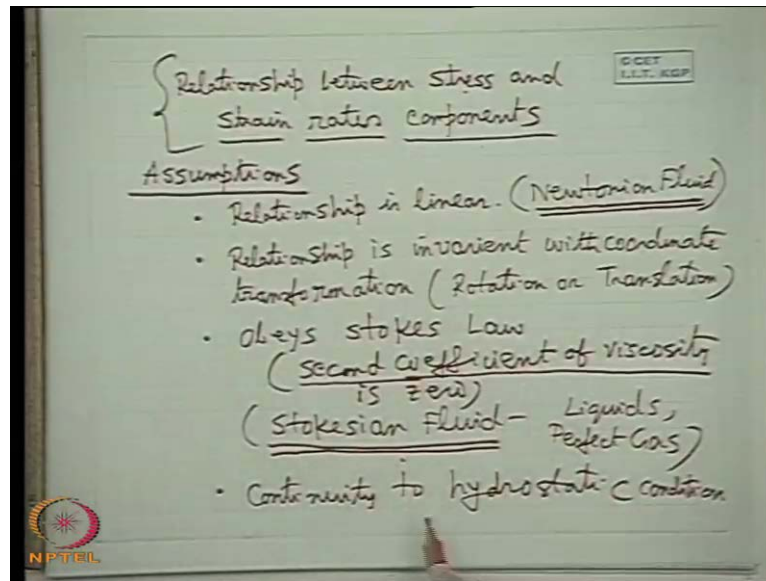 Relationship between stress and
strain rates components
© CET
I.I.T. KGP
Assumptions
• Relationship is linear. (Newtonian Fluid)
• Relationship is invarient with coordinate
transformation (Rotation or Translation)
• Obeys Stokes Law
(second coefficient of viscosity
is zero)
(Stokesian Fluid - Liquids,
Perfect Gas)
• Continuity to hydrostatic condition
NPTEL